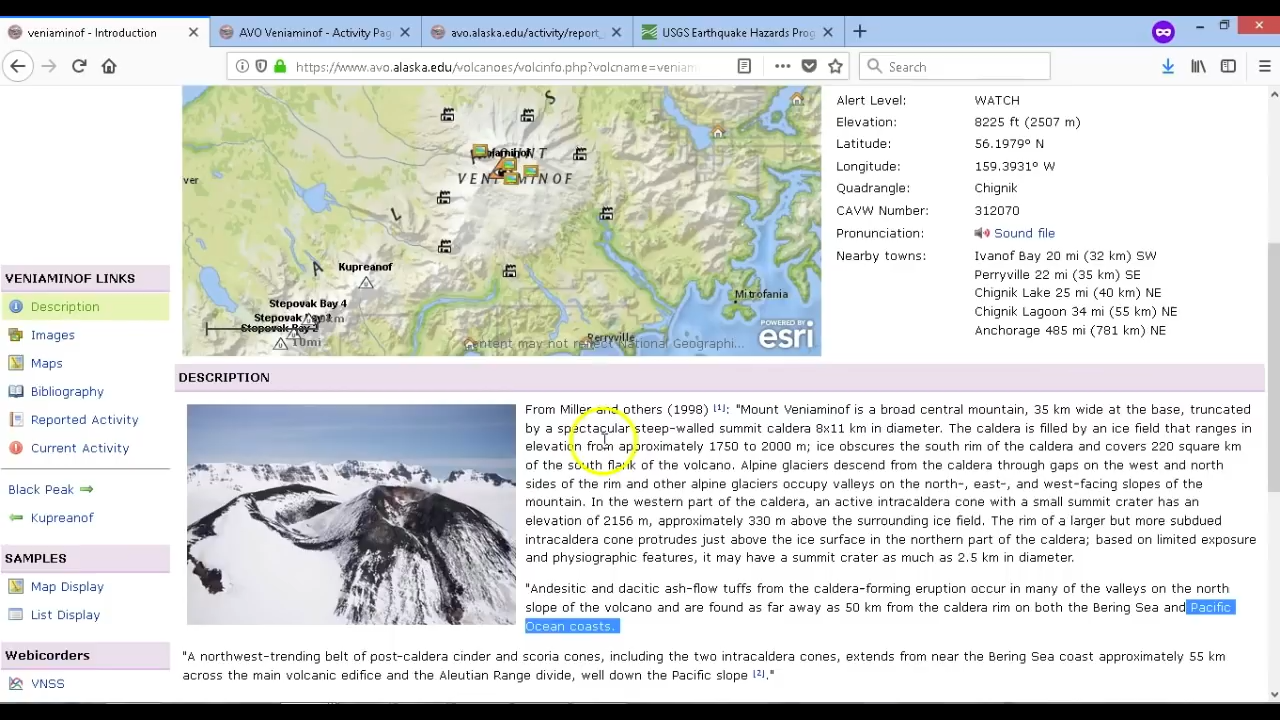 veniaminof - Introduction
AVO Veniaminof - Activity Pag
avo.alaska.edu/activity/report_
USGS Earthquake Hazards Prog
https://www.avo.alaska.edu/volcanoes/volcinfo.php?volcname=veniam
Search
Alert Level: WATCH
Elevation: 8225 ft (2507 m)
Latitude: 56.1979° N
Longitude: 159.3931° W
Quadrangle: Chignik
CAVW Number: 312070
Pronunciation: Sound file
Nearby towns: Ivanof Bay 20 mi (32 km) SW
Perryville 22 mi (35 km) SE
Chignik Lake 25 mi (40 km) NE
Chignik Lagoon 34 mi (55 km) NE
Anchorage 485 mi (781 km) NE
S
MOUNT
VENIAMINOF
ver
L
A
Kupreanof
Stepovak Bay 4
Mitrofania
Perryville
10mi
POWERED BY
esri
VENIAMINOF LINKS
Description
Images
Maps
Bibliography
Reported Activity
Current Activity
Black Peak
Kupreanof
SAMPLES
Map Display
List Display
Webicorders
VNSS
DESCRIPTION
From Miller and others (1998) [1]: "Mount Veniaminof is a broad central mountain, 35 km wide at the base, truncated
by a spectacular steep-walled summit caldera 8x11 km in diameter. The caldera is filled by an ice field that ranges in
elevation from approximately 1750 to 2000 m; ice obscures the south rim of the caldera and covers 220 square km
of the south flank of the volcano. Alpine glaciers descend from the caldera through gaps on the west and north
sides of the rim and other alpine glaciers occupy valleys on the north-, east-, and west-facing slopes of the
mountain. In the western part of the caldera, an active intracaldera cone with a small summit crater has an
elevation of 2156 m, approximately 330 m above the surrounding ice field. The rim of a larger but more subdued
intracaldera cone protrudes just above the ice surface in the northern part of the caldera; based on limited exposure
and physiographic features, it may have a summit crater as much as 2.5 km in diameter.
"Andesitic and dacitic ash-flow tuffs from the caldera-forming eruption occur in many of the valleys on the north
slope of the volcano and are found as far away as 50 km from the caldera rim on both the Bering Sea and Pacific
Ocean coasts.
"A northwest-trending belt of post-caldera cinder and scoria cones, including the two intracaldera cones, extends from near the Bering Sea coast approximately 55 km
across the main volcanic edifice and the Aleutian Range divide, well down the Pacific slope [2]."